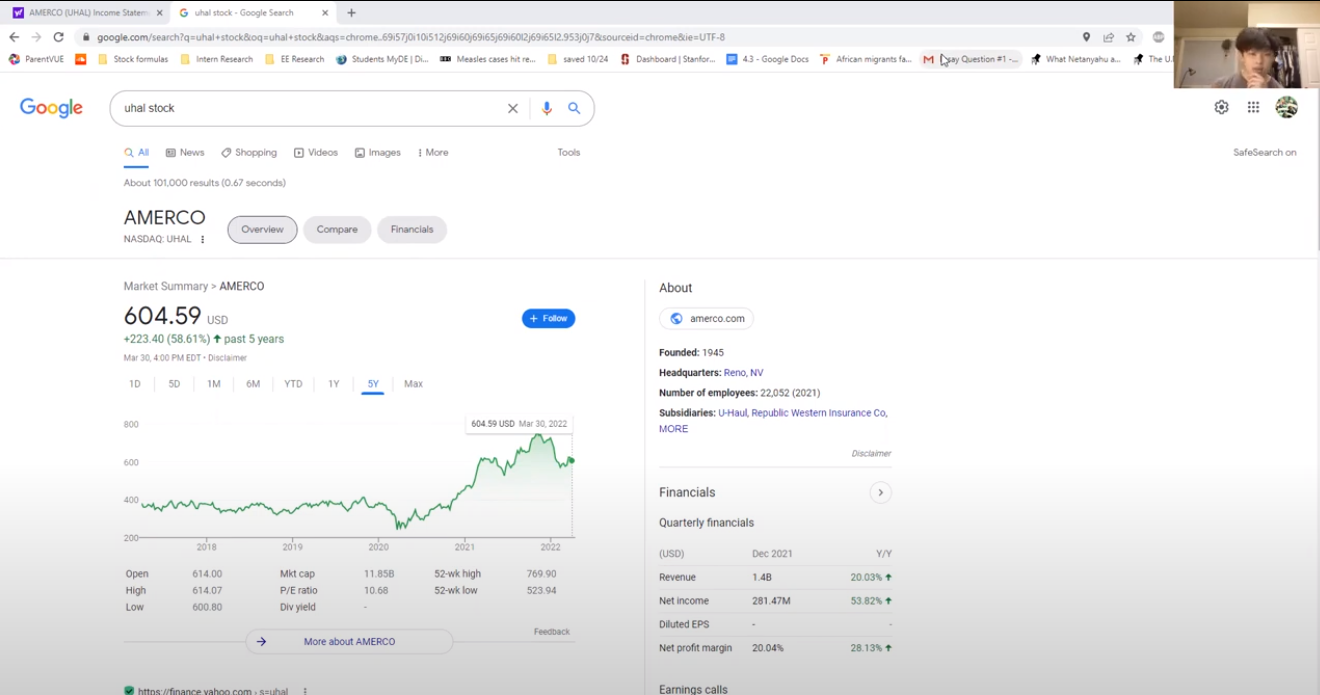 AMERCO (UHAL) Income Statem
uhal stock - Google Search
google.com/search?q=uhal+stock&oq=uhal+stock&aqs=chrome..69i57j0i10i512j69i60j69i65j69i60l2j69i65l2.953j0j7&sourceid=chrome&ie=UTF-8
ParentVUE Stock formulas Intern Research EE Research Students MyDE | Di... Measles cases hit re... saved 10/24 Dashboard | Stanfor... 4.3 - Google Docs African migrants fa... say Question #1 -... What Netanyahu a... The U.
Google
uhal stock
All News Shopping Videos Images More Tools SafeSearch on
About 101,000 results (0.67 seconds)
AMERCO
NASDAQ: UHAL
Overview Compare Financials
Market Summary > AMERCO
604.59 USD
Follow
+223.40 (58.61%) past 5 years
Mar 30, 4:00 PM EDT • Disclaimer
1D 5D 1M 6M YTD 1Y 5Y Max
604.59 USD Mar 30, 2022
800
600
400
200
2018 2019 2020 2021 2022
Open 614.00 Mkt cap 11.85B 52-wk high 769.90
High 614.07 P/E ratio 10.68 52-wk low 523.94
Low 600.80 Div yield -
Feedback
More about AMERCO
https://finance.yahoo.com › s=uhal
About
amerco.com
Founded: 1945
Headquarters: Reno, NV
Number of employees: 22,052 (2021)
Subsidiaries: U-Haul, Republic Western Insurance Co,
MORE
Disclaimer
Financials
Quarterly financials
(USD) Dec 2021 Y/Y
Revenue 1.4B 20.03%
Net income 281.47M 53.82%
Diluted EPS - -
Net profit margin 20.04% 28.13%
Earnings calls